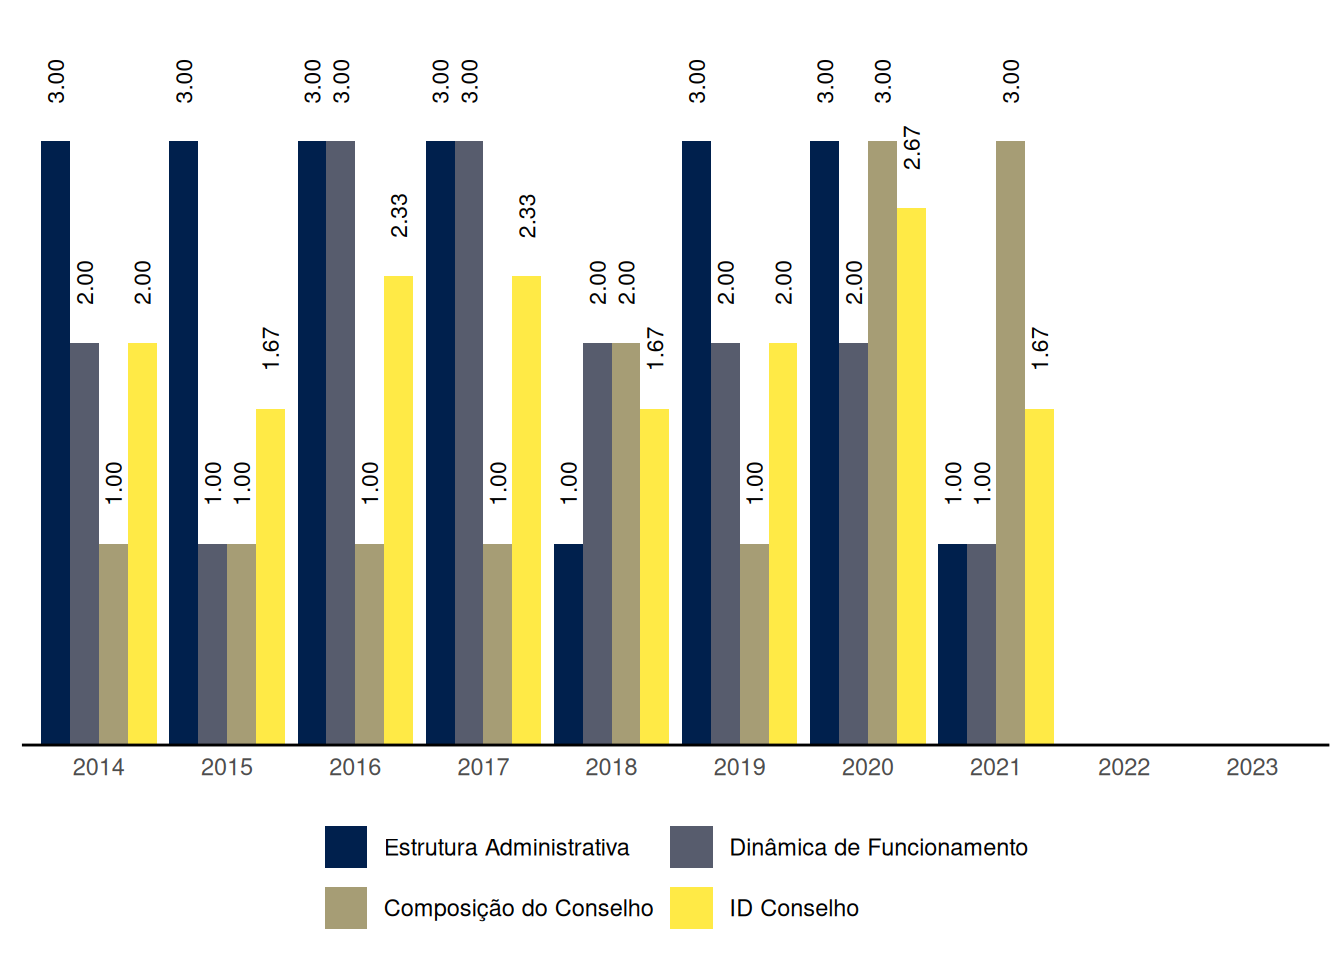 3.00 3.00 3.00 3.00 3.00 3.00 3.00 3.00 3.00 3.00
2.67
2.33 2.33
2.00 2.00 2.00 2.00 2.00 2.00 2.00
1.67 1.67 1.67
1.00 1.00 1.00 1.00 1.00 1.00 1.00 1.00 1.00
2014 2015 2016 2017 2018 2019 2020 2021 2022 2023
Estrutura Administrativa Dinâmica de Funcionamento
Composição do Conselho ID Conselho